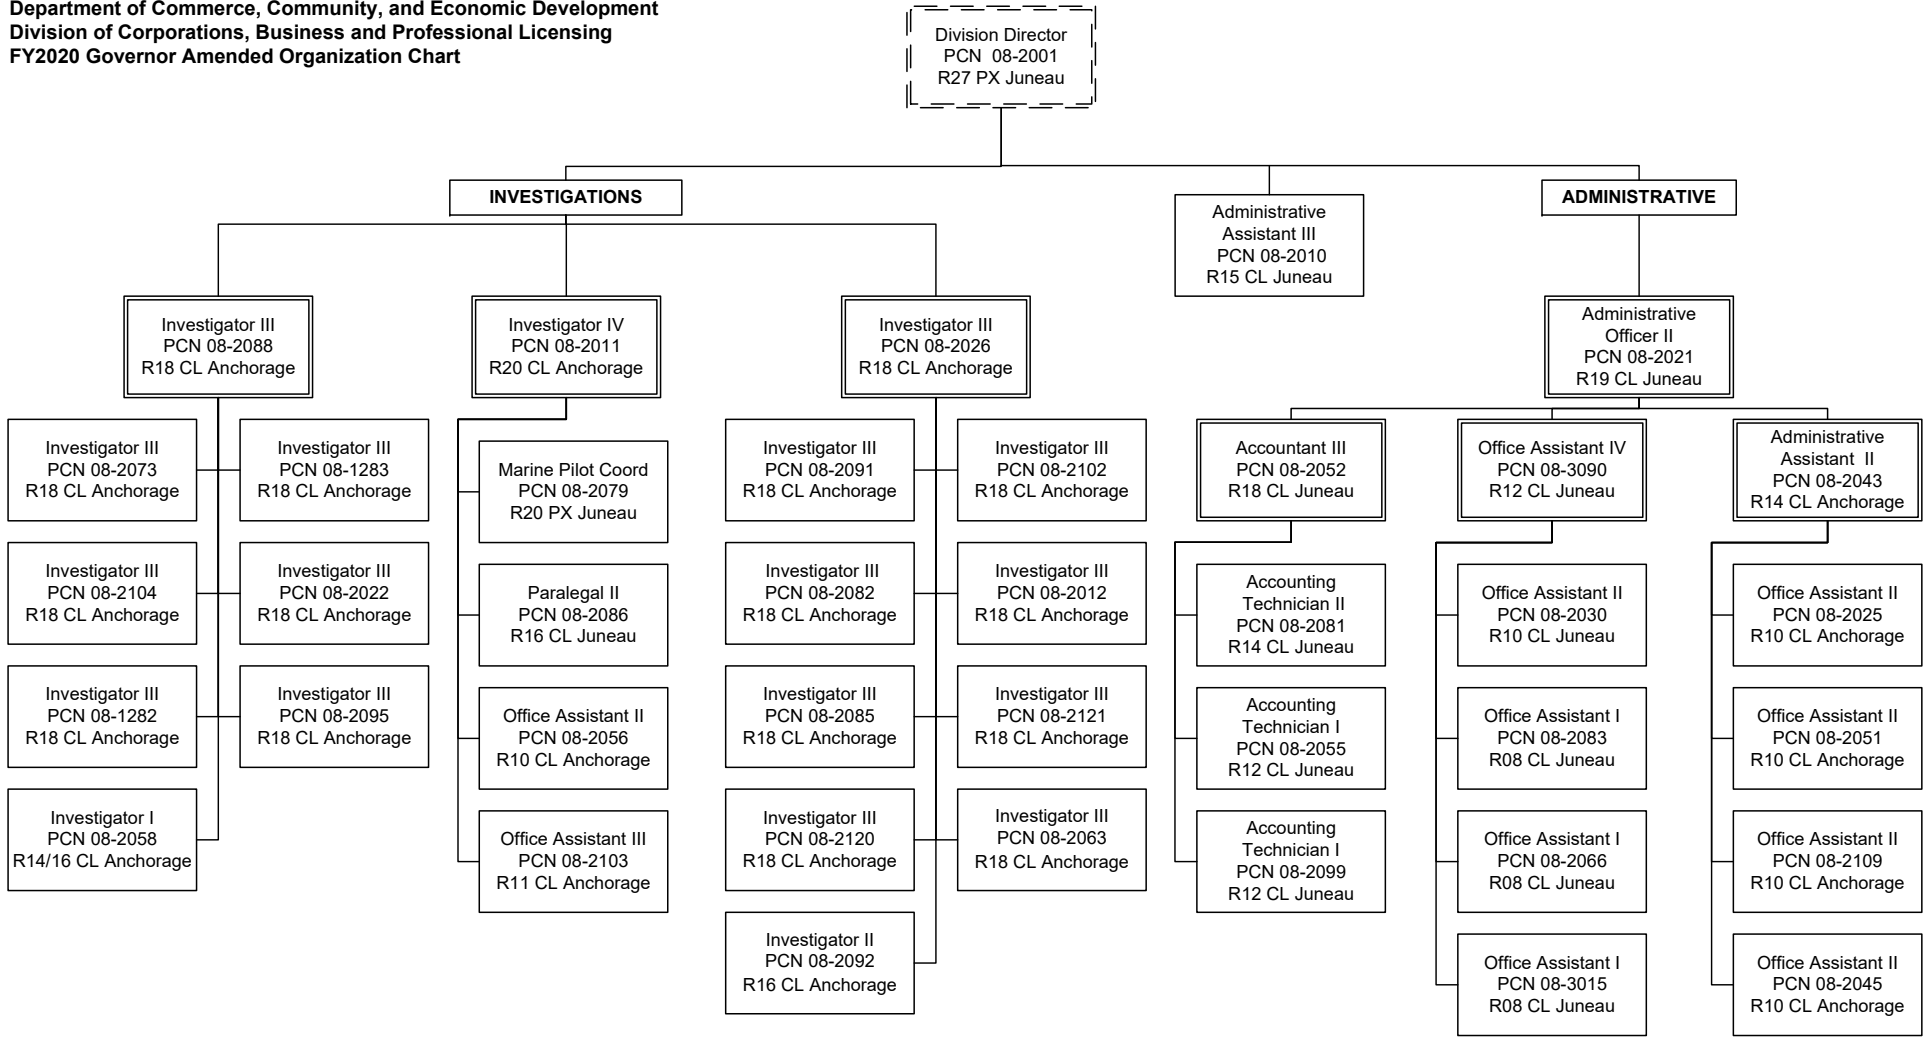 Department of Commerce, Community, and Economic Development
Division of Corporations, Business and Professional Licensing
FY2020 Governor Amended Organization Chart
Division Director
PCN 08-2001
R27 PX Juneau
INVESTIGATIONS
Administrative
Assistant III
PCN 08-2010
R15 CL Juneau
ADMINISTRATIVE
Investigator III
PCN 08-2088
R18 CL Anchorage
Investigator IV
PCN 08-2011
R20 CL Anchorage
Investigator III
PCN 08-2026
R18 CL Anchorage
Administrative
Officer II
PCN 08-2021
R19 CL Juneau
Investigator III
PCN 08-2073
R18 CL Anchorage
Investigator III
PCN 08-1283
R18 CL Anchorage
Investigator III
PCN 08-2104
R18 CL Anchorage
Investigator III
PCN 08-2022
R18 CL Anchorage
Investigator III
PCN 08-1282
R18 CL Anchorage
Investigator III
PCN 08-2095
R18 CL Anchorage
Investigator I
PCN 08-2058
R14/16 CL Anchorage
Marine Pilot Coord
PCN 08-2079
R20 PX Juneau
Paralegal II
PCN 08-2086
R16 CL Juneau
Office Assistant II
PCN 08-2056
R10 CL Anchorage
Office Assistant III
PCN 08-2103
R11 CL Anchorage
Investigator III
PCN 08-2091
R18 CL Anchorage
Investigator III
PCN 08-2102
R18 CL Anchorage
Investigator III
PCN 08-2082
R18 CL Anchorage
Investigator III
PCN 08-2012
R18 CL Anchorage
Investigator III
PCN 08-2085
R18 CL Anchorage
Investigator III
PCN 08-2121
R18 CL Anchorage
Investigator III
PCN 08-2120
R18 CL Anchorage
Investigator III
PCN 08-2063
R18 CL Anchorage
Investigator II
PCN 08-2092
R16 CL Anchorage
Accountant III
PCN 08-2052
R18 CL Juneau
Accounting
Technician II
PCN 08-2081
R14 CL Juneau
Accounting
Technician I
PCN 08-2055
R12 CL Juneau
Accounting
Technician I
PCN 08-2099
R12 CL Juneau
Office Assistant IV
PCN 08-3090
R12 CL Juneau
Office Assistant II
PCN 08-2030
R10 CL Juneau
Office Assistant I
PCN 08-2083
R08 CL Juneau
Office Assistant I
PCN 08-2066
R08 CL Juneau
Office Assistant I
PCN 08-3015
R08 CL Juneau
Administrative
Assistant II
PCN 08-2043
R14 CL Anchorage
Office Assistant II
PCN 08-2025
R10 CL Anchorage
Office Assistant II
PCN 08-2051
R10 CL Anchorage
Office Assistant II
PCN 08-2109
R10 CL Anchorage
Office Assistant II
PCN 08-2045
R10 CL Anchorage